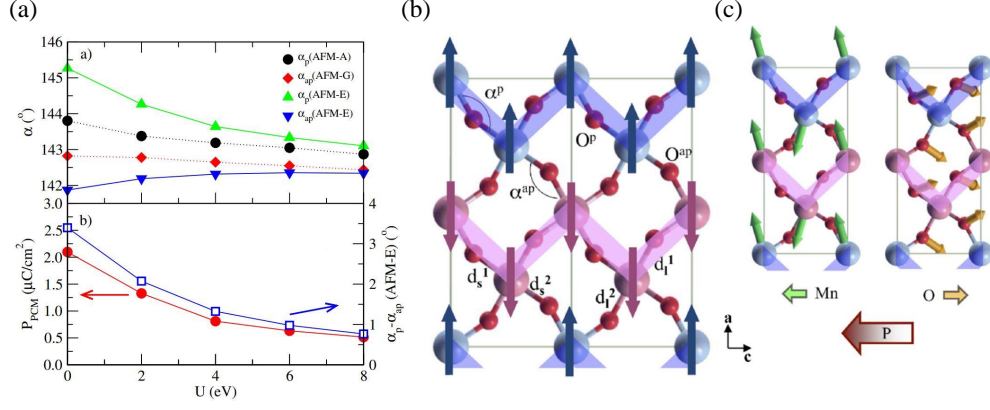 (a)
146
a)
145
144
143
142
α (°)
αp(AFM-A)
αap(AFM-G)
αp(AFM-E)
αap(AFM-E)
3.0
b)
2.5
2.0
1.5
1.0
0.5
0.0
P_PCM (μC/cm²)
4
3
2
1
0
αp-αap (AFM-E) (°)
0 2 4 6 8
U (eV)
(b)
αᵖ
Oᵖ
Oᵃᵖ
αᵃᵖ
dₛ¹
dₛ²
dₗ¹
dₗ²
a
c
(c)
Mn
O
P